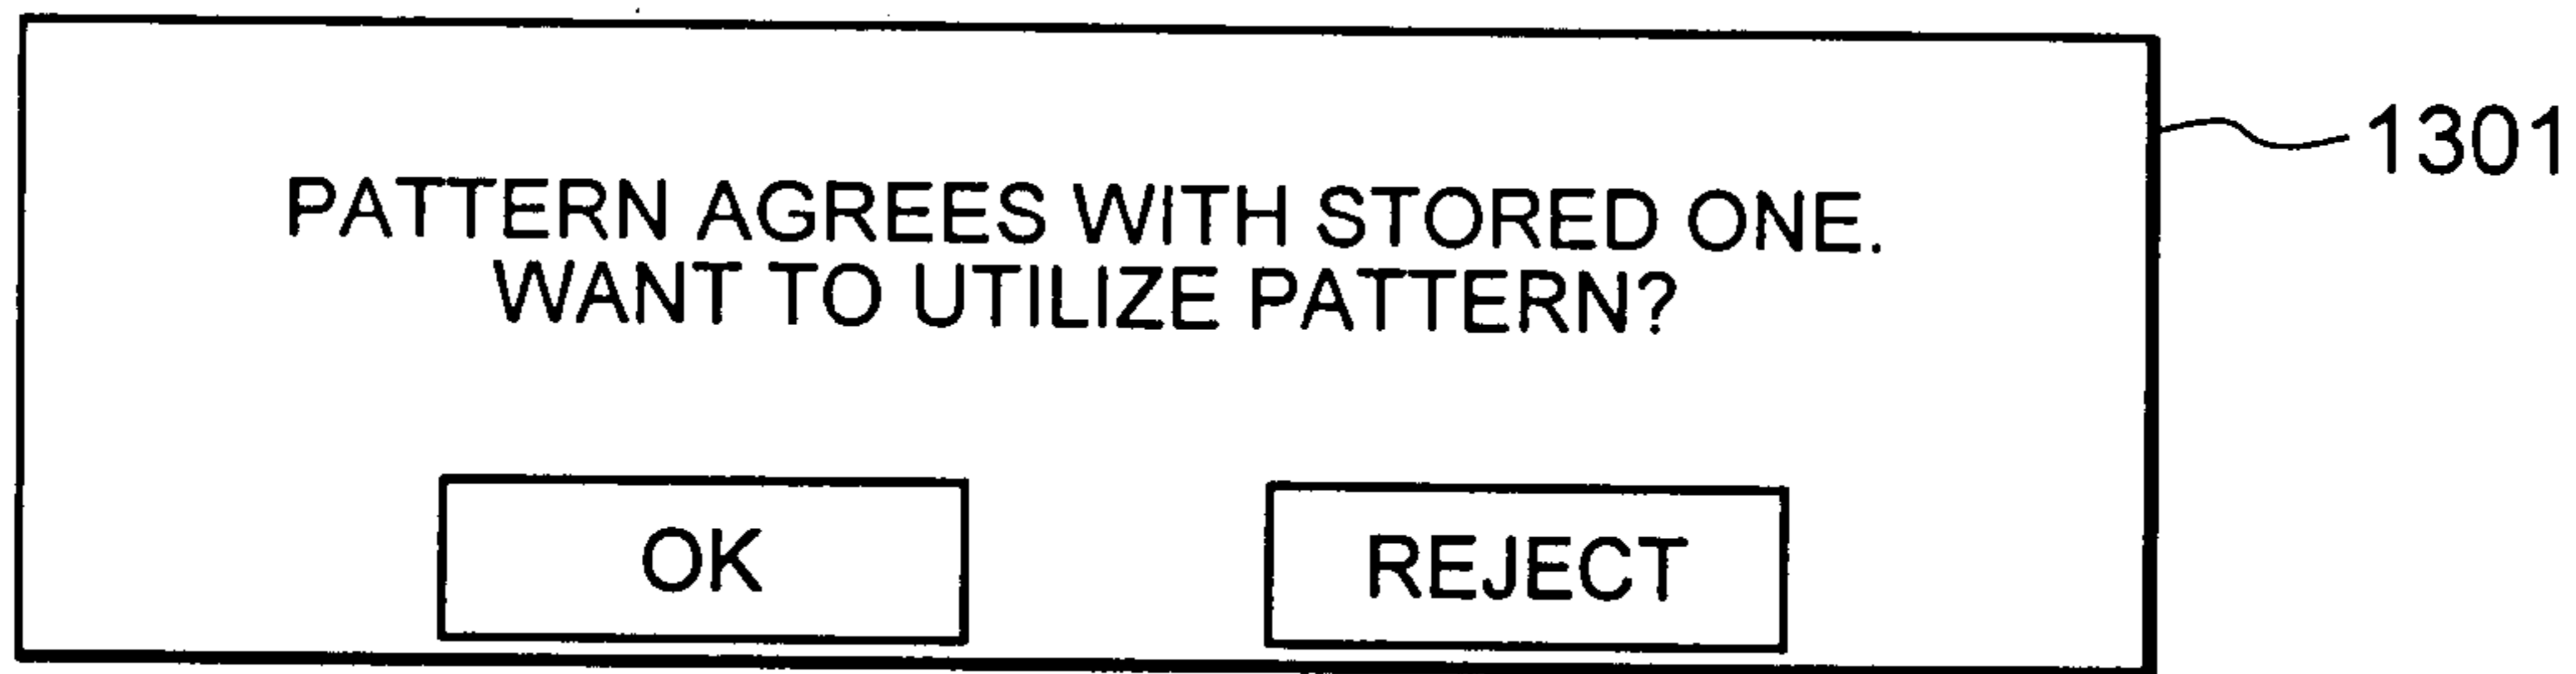 1301
PATTERN AGREES WITH STORED ONE.
WANT TO UTILIZE PATTERN?
OK
REJECT